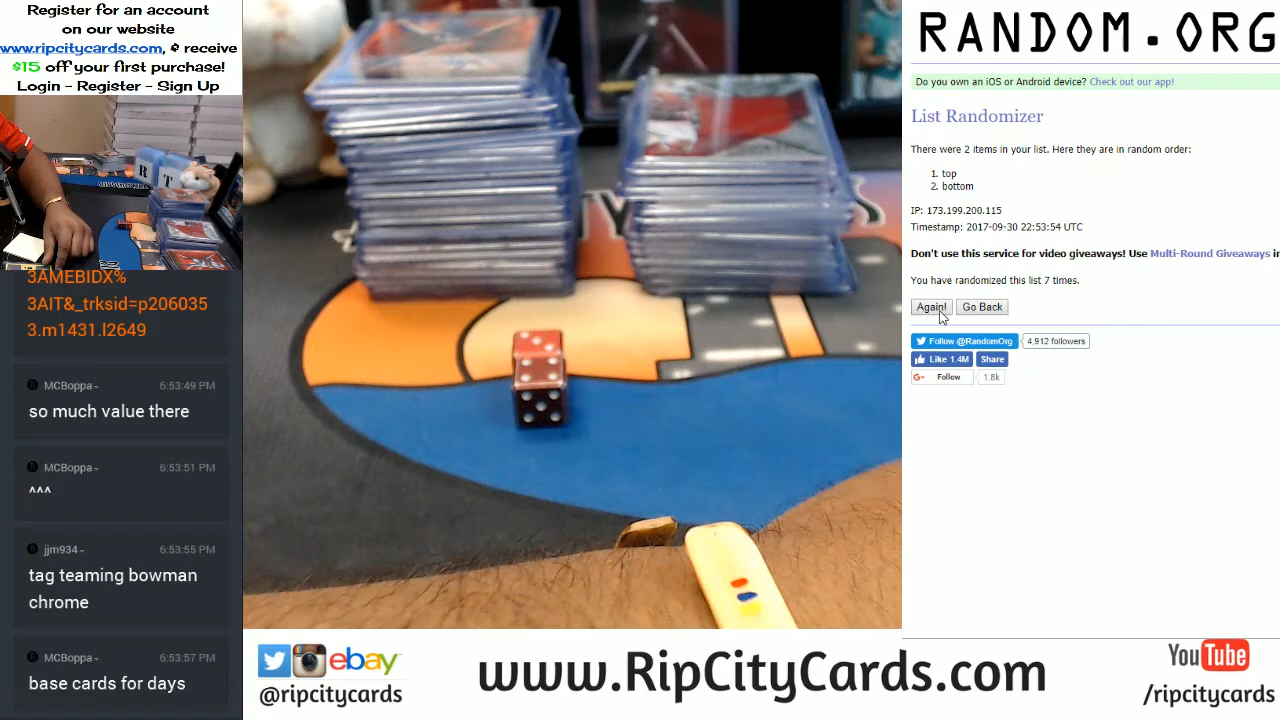 Register for an account
on our website
www.ripcitycards.com, & receive
$15 off your first purchase!
Login - Register - Sign Up
R T
3AMEBIDX%
3AIT&_trksid=p206035
3.m1431.l2649
MCBoppa 6:53:49 PM
so much value there
MCBoppa 6:53:51 PM
^^^
jjm934 6:53:55 PM
tag teaming bowman
chrome
MCBoppa 6:53:57 PM
base cards for days
RANDOM.ORG
Do you own an iOS or Android device? Check out our app!
List Randomizer
There were 2 items in your list. Here they are in random order:
1. top
2. bottom
IP: 173.199.200.115
Timestamp: 2017-09-30 22:53:54 UTC
Don't use this service for video giveaways! Use Multi-Round Giveaways in
You have randomized this list 7 times.
Again! Go Back
Follow @RandomOrg 4,912 followers
Like 1.4M Share
G+ Follow 1.8k
ebay
@ripcitycards
www.RipCityCards.com
YouTube
/ripcitycards